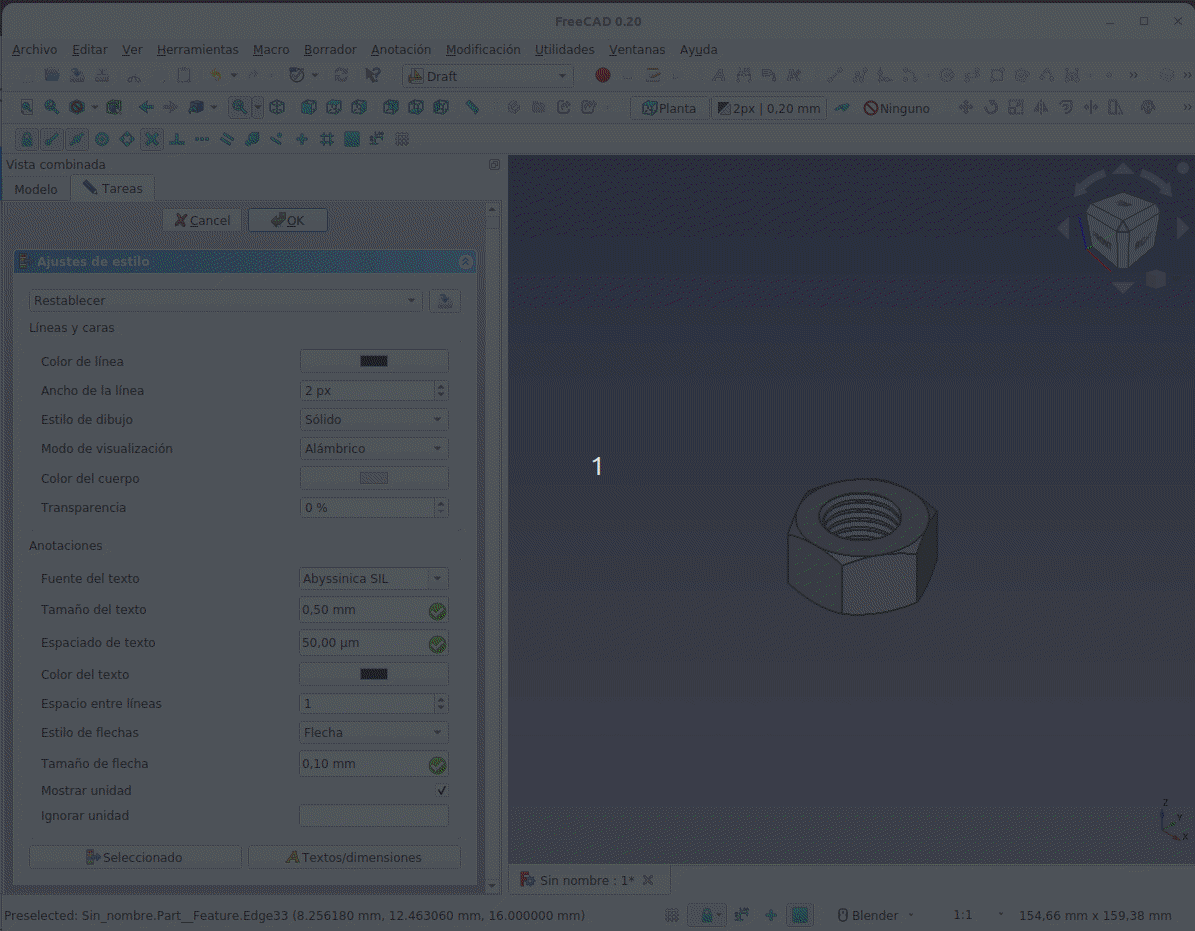 FreeCAD 0.20
Archivo Editar Ver Herramientas Macro Borrador Anotación Modificación Utilidades Ventanas Ayuda
Draft
Planta 2px | 0.20 mm Ninguno
Vista combinada
Modelo Tareas
Cancel OK
Ajustes de estilo
Restablecer
Líneas y caras
Color de línea
Ancho de la línea 2 px
Estilo de dibujo Sólido
Modo de visualización Alámbrico
Color del cuerpo
Transparencia 0 %
Anotaciones
Fuente del texto Abyssinica SIL
Tamaño del texto 0,50 mm
Espaciado de texto 50,00 µm
Color del texto
Espacio entre líneas 1
Estilo de flechas Flecha
Tamaño de flecha 0,10 mm
Mostrar unidad
Ignorar unidad
Seleccionado Textos/dimensiones
1
Z
Y
X
Sin nombre : 1*
Preselected: Sin_nombre.Part__Feature.Edge33 (8.256180 mm, 12.463060 mm, 16.000000 mm) Blender 1:1 154,66 mm x 159,38 mm